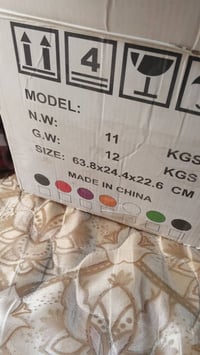 4
MODEL:
N.W: 11 KGS
G.W: 12 KGS
SIZE: 63.8x24.4x22.6 CM
MADE IN CHINA